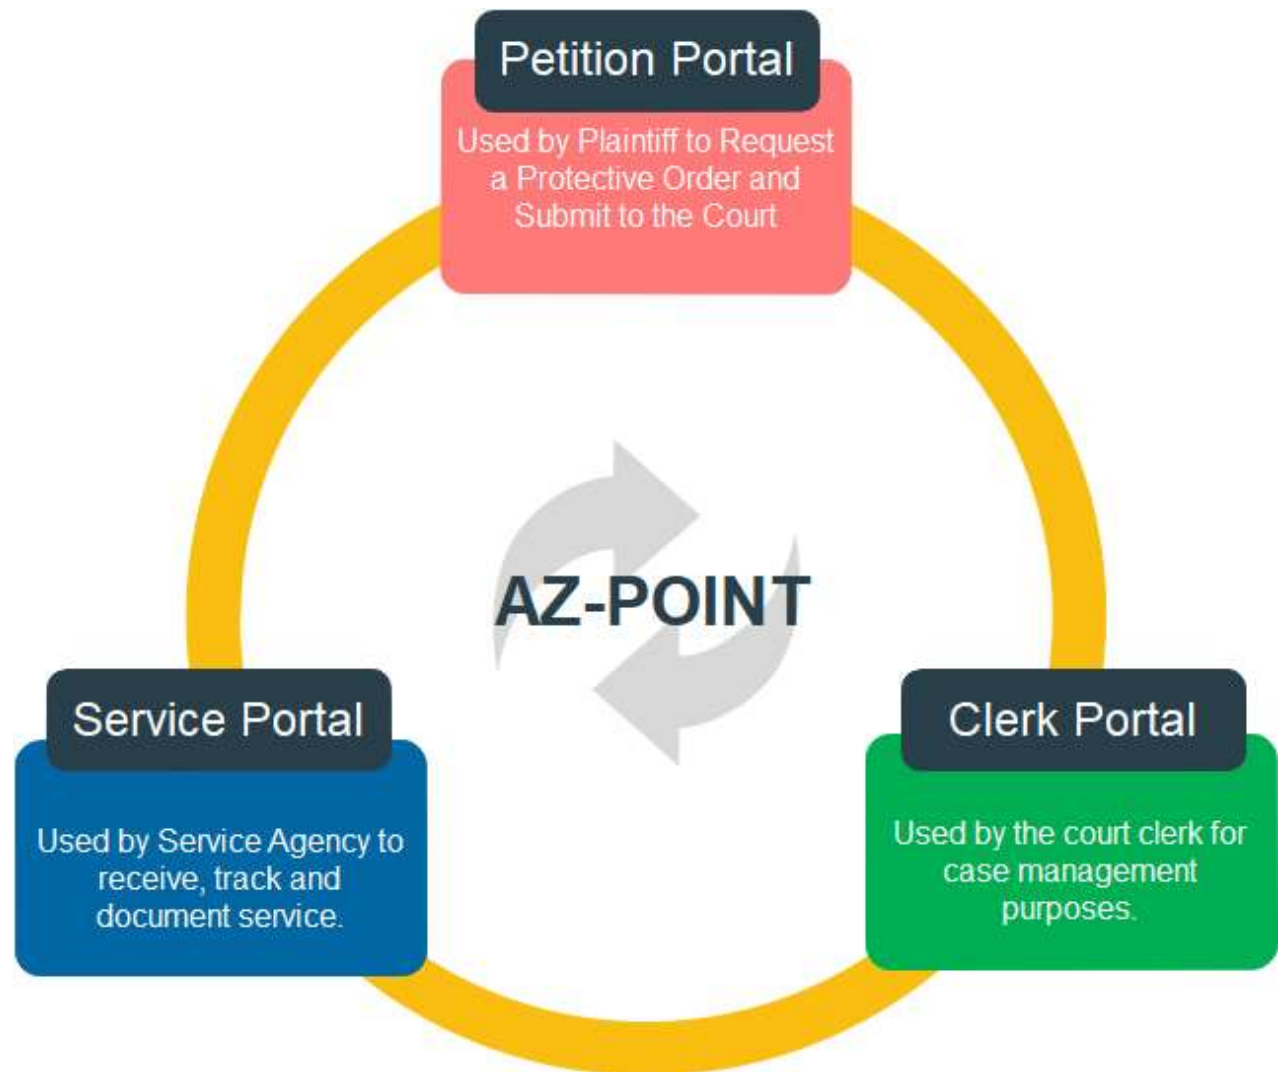 Petition Portal
Used by Plaintiff to Request
a Protective Order and
Submit to the Court
AZ-POINT
Service Portal
Used by Service Agency to
receive, track and
document service.
Clerk Portal
Used by the court clerk for
case management
purposes.